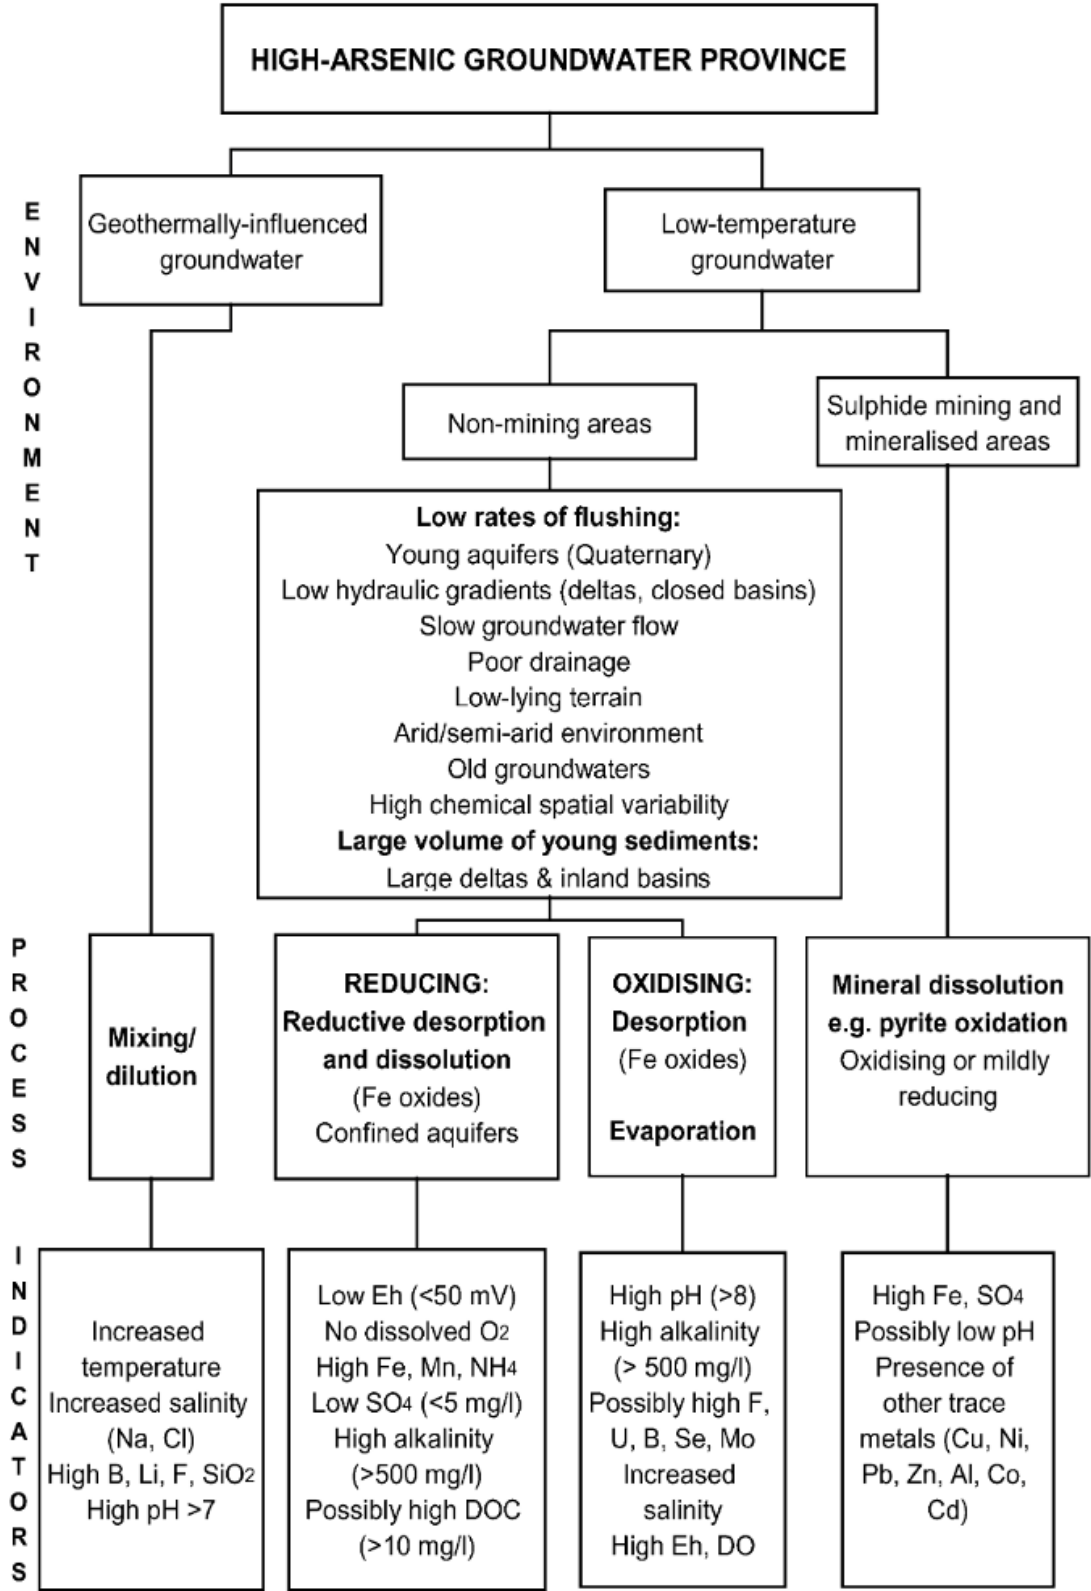 HIGH-ARSENIC GROUNDWATER PROVINCE
ENVIRONMENT
Geothermally-influenced
groundwater
Low-temperature
groundwater
Non-mining areas
Sulphide mining and
mineralised areas
Low rates of flushing:
Young aquifers (Quaternary)
Low hydraulic gradients (deltas, closed basins)
Slow groundwater flow
Poor drainage
Low-lying terrain
Arid/semi-arid environment
Old groundwaters
High chemical spatial variability
Large volume of young sediments:
Large deltas & inland basins
PROCESS
Mixing/
dilution
REDUCING:
Reductive desorption
and dissolution
(Fe oxides)
Confined aquifers
OXIDISING:
Desorption
(Fe oxides)
Evaporation
Mineral dissolution
e.g. pyrite oxidation
Oxidising or mildly
reducing
INDICATORS
Increased
temperature
Increased salinity
(Na, Cl)
High B, Li, F, SiO2
High pH >7
Low Eh (<50 mV)
No dissolved O2
High Fe, Mn, NH4
Low SO4 (<5 mg/l)
High alkalinity
(>500 mg/l)
Possibly high DOC
(>10 mg/l)
High pH (>8)
High alkalinity
(> 500 mg/l)
Possibly high F,
U, B, Se, Mo
Increased
salinity
High Eh, DO
High Fe, SO4
Possibly low pH
Presence of
other trace
metals (Cu, Ni,
Pb, Zn, Al, Co,
Cd)